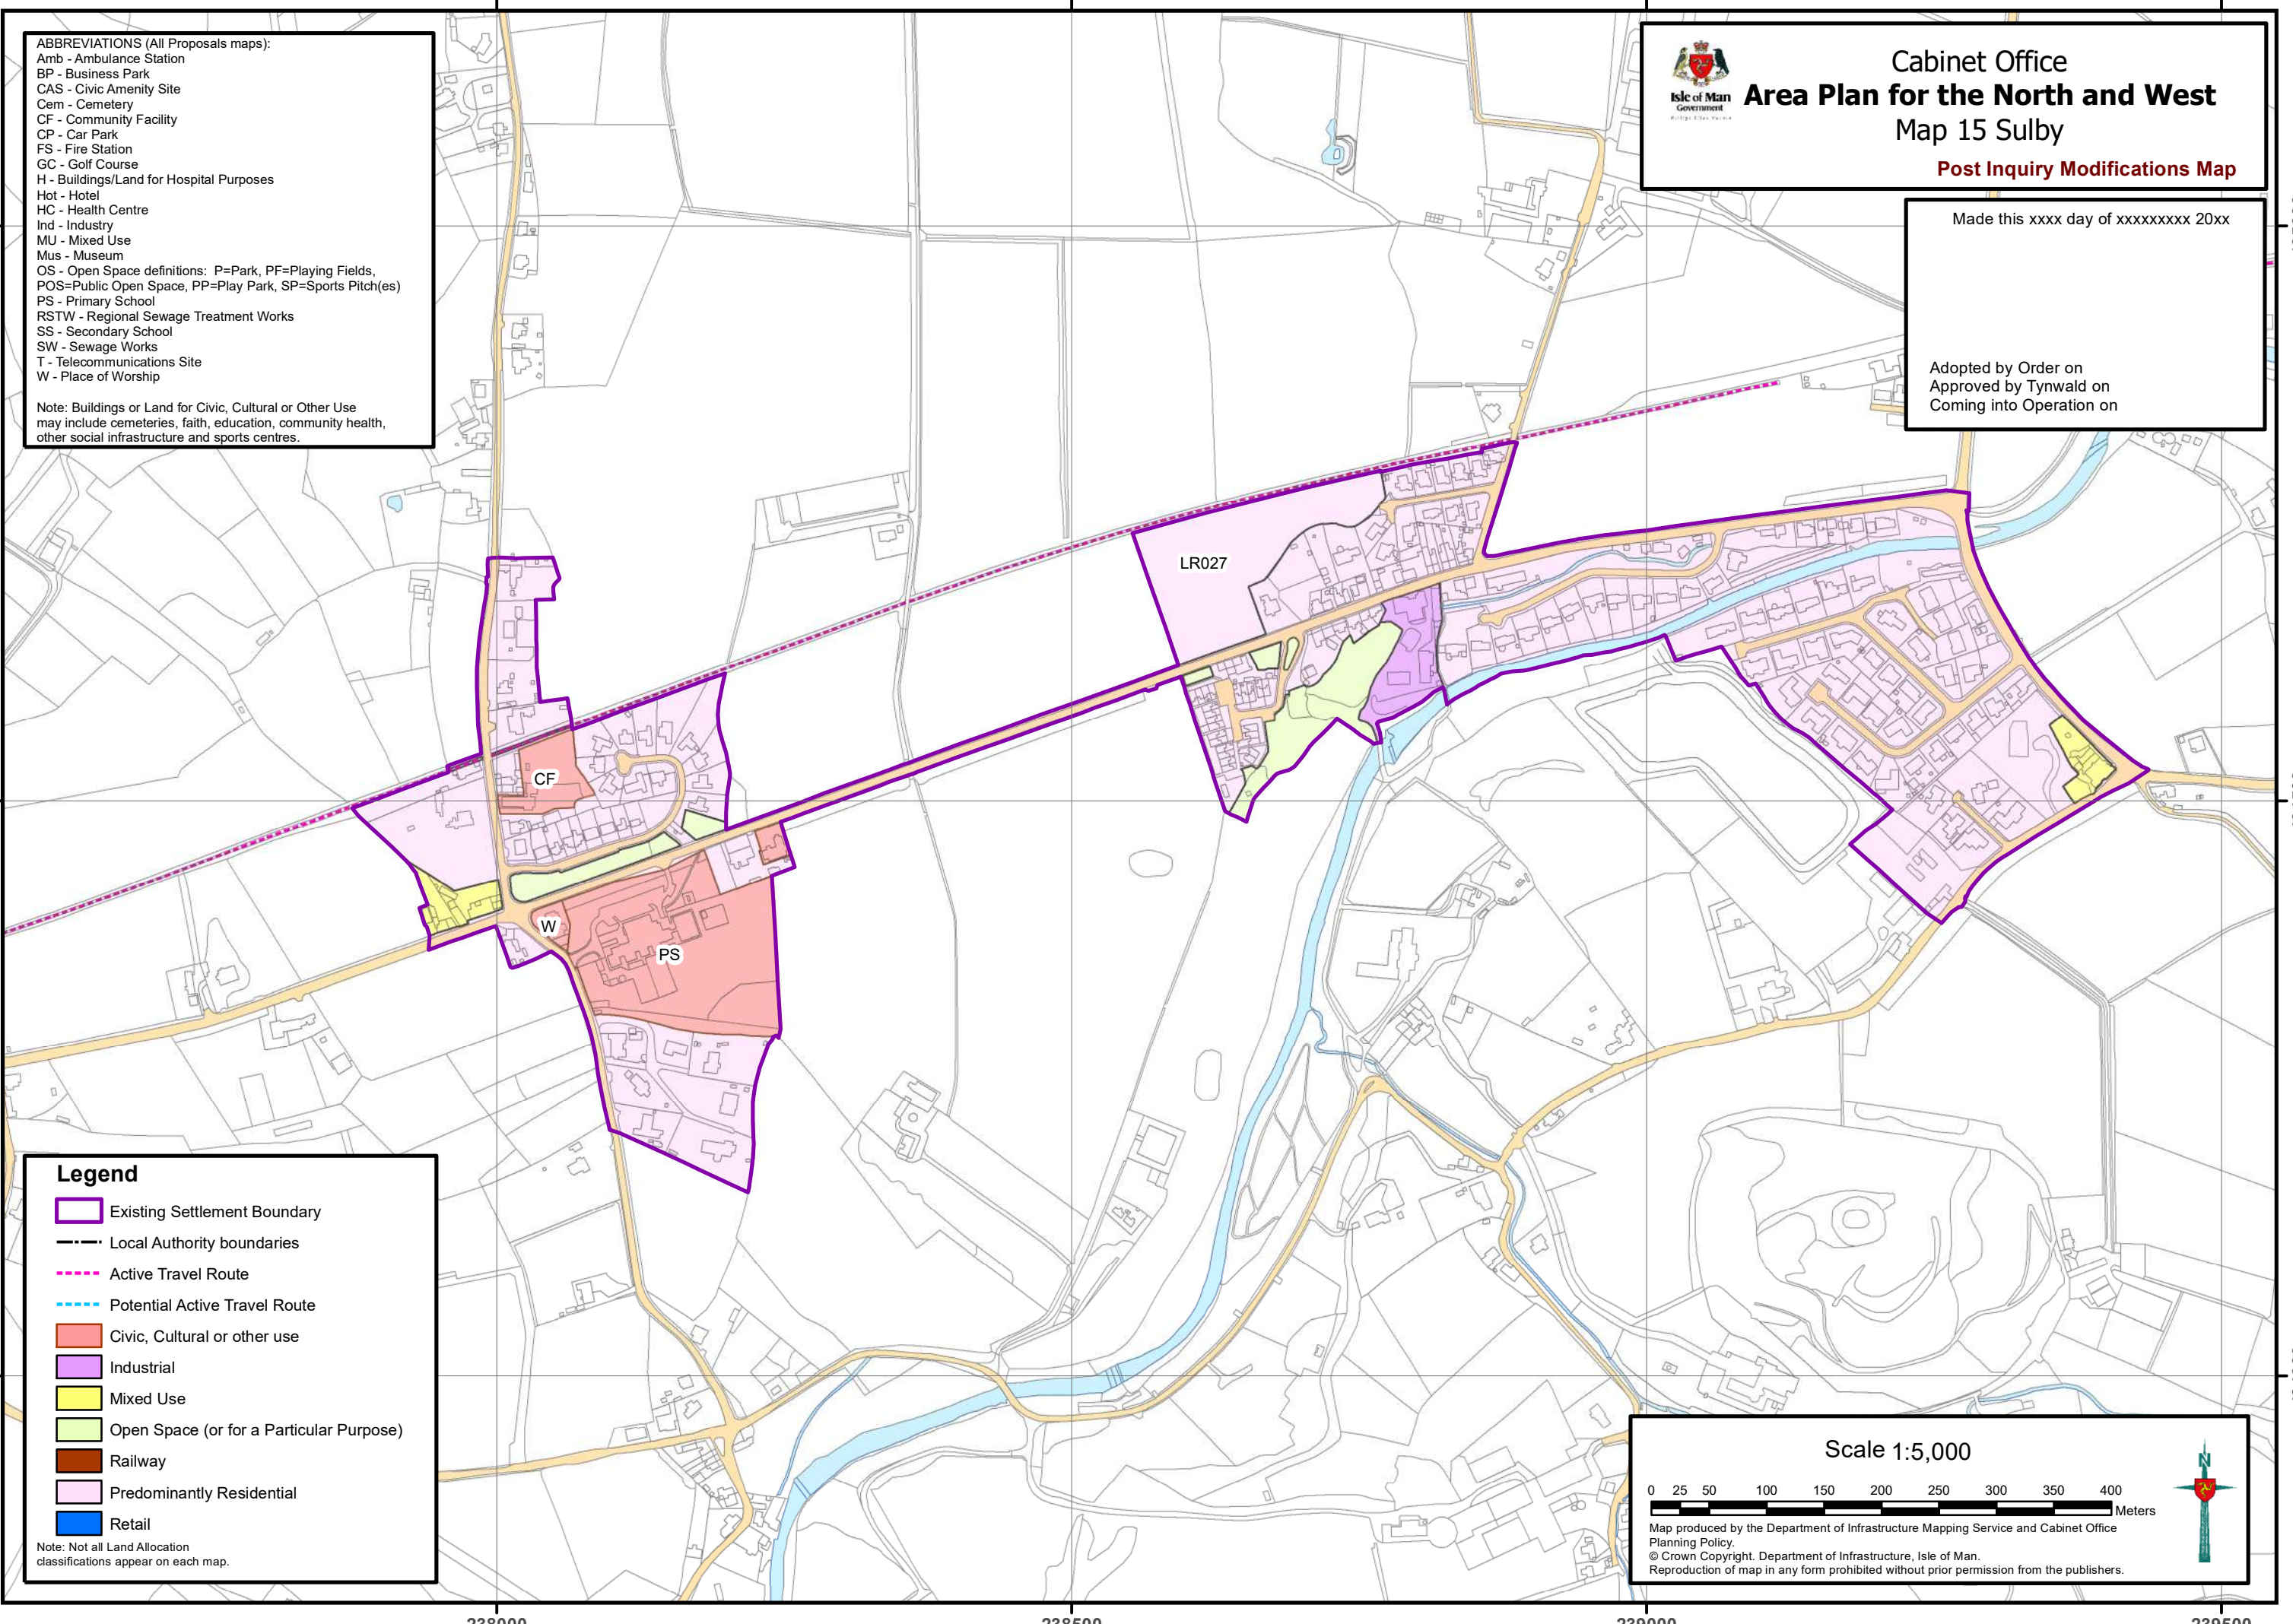 ABBREVIATIONS (All Proposals maps):
Amb - Ambulance Station
BP - Business Park
CAS - Civic Amenity Site
Cem - Cemetery
CF - Community Facility
CP - Car Park
FS - Fire Station
GC - Golf Course
H - Buildings/Land for Hospital Purposes
Hot - Hotel
HC - Health Centre
Ind - Industry
MU - Mixed Use
Mus - Museum
OS - Open Space definitions: P=Park, PF=Playing Fields,
POS=Public Open Space, PP=Play Park, SP=Sports Pitch(es)
PS - Primary School
RSTW - Regional Sewage Treatment Works
SS - Secondary School
SW - Sewage Works
T - Telecommunications Site
W - Place of Worship
Note: Buildings or Land for Civic, Cultural or Other Use
may include cemeteries, faith, education, community health,
other social infrastructure and sports centres.
Isle of Man
Government
Cabinet Office
Area Plan for the North and West
Map 15 Sulby
Post Inquiry Modifications Map
Made this xxxx day of xxxxxxxxx 20xx
Adopted by Order on
Approved by Tynwald on
Coming into Operation on
LR027
CF
W
PS
Legend
Existing Settlement Boundary
Local Authority boundaries
Active Travel Route
Potential Active Travel Route
Civic, Cultural or other use
Industrial
Mixed Use
Open Space (or for a Particular Purpose)
Railway
Predominantly Residential
Retail
Note: Not all Land Allocation
classifications appear on each map.
Scale 1:5,000
0 25 50 100 150 200 250 300 350 400
Meters
N
Map produced by the Department of Infrastructure Mapping Service and Cabinet Office
Planning Policy.
© Crown Copyright. Department of Infrastructure, Isle of Man.
Reproduction of map in any form prohibited without prior permission from the publishers.
238000 238500 239000 239500